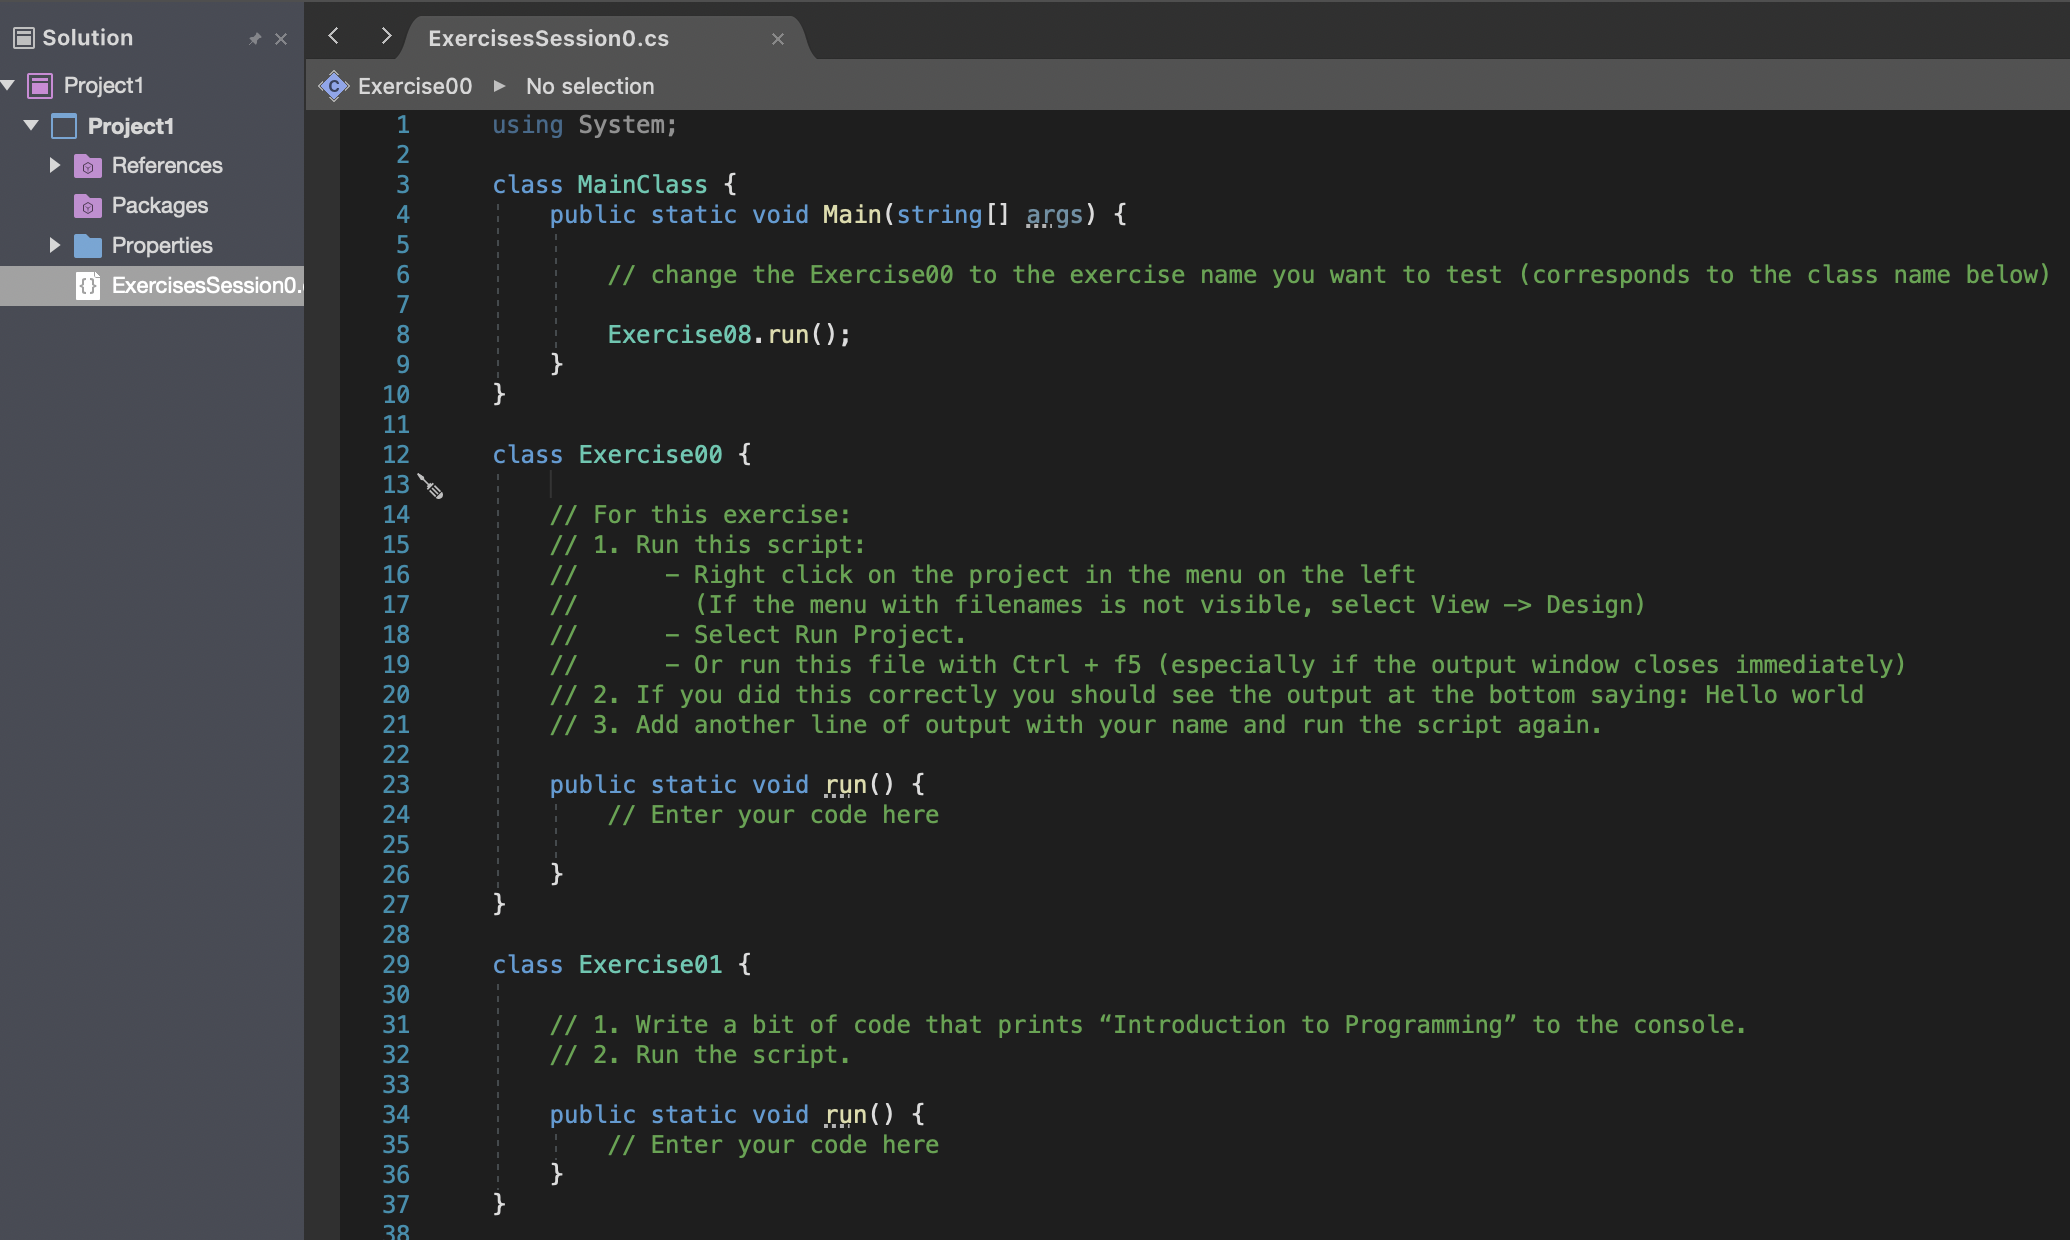 Solution
Project1
Project1
References
Packages
Properties
ExercisesSession0.
ExercisesSession0.cs
Exercise00 No selection
1 using System;
2
3 class MainClass {
4 public static void Main(string[] args) {
5
6 // change the Exercise00 to the exercise name you want to test (corresponds to the class name below)
7
8 Exercise08.run();
9 }
10 }
11
12 class Exercise00 {
13
14 // For this exercise:
15 // 1. Run this script:
16 // - Right click on the project in the menu on the left
17 // (If the menu with filenames is not visible, select View -> Design)
18 // - Select Run Project.
19 // - Or run this file with Ctrl + f5 (especially if the output window closes immediately)
20 // 2. If you did this correctly you should see the output at the bottom saying: Hello world
21 // 3. Add another line of output with your name and run the script again.
22
23 public static void run() {
24 // Enter your code here
25
26 }
27 }
28
29 class Exercise01 {
30
31 // 1. Write a bit of code that prints “Introduction to Programming” to the console.
32 // 2. Run the script.
33
34 public static void run() {
35 // Enter your code here
36 }
37 }
38